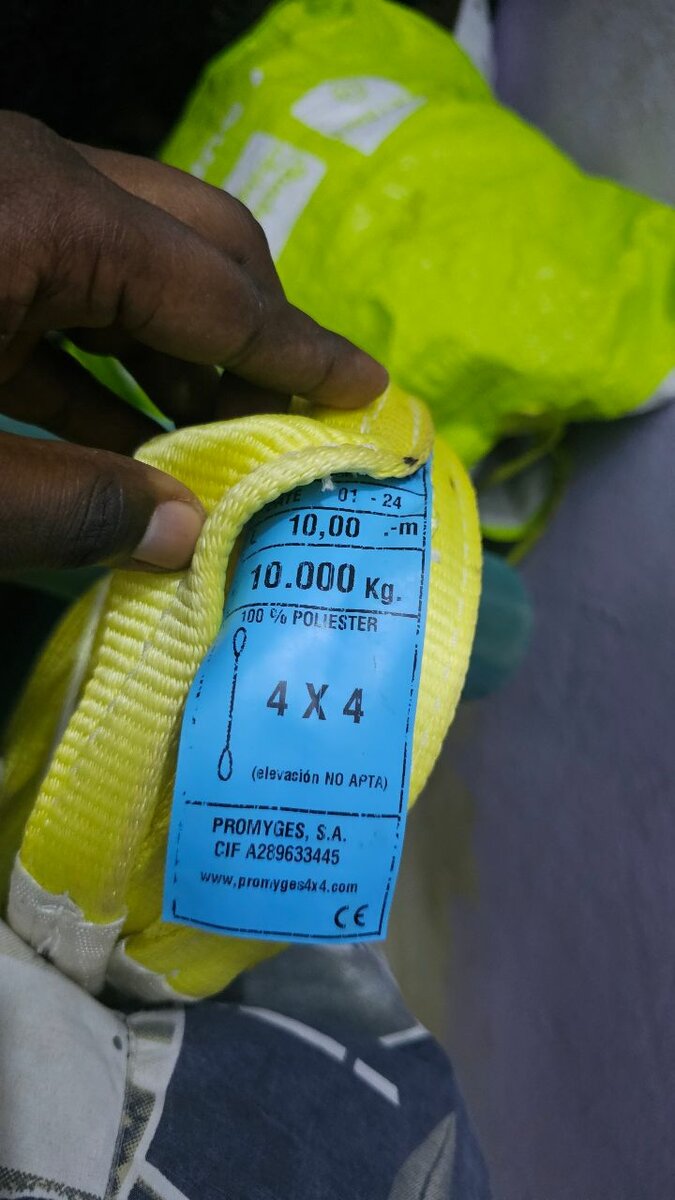 01 - 24
10,00 .-m
10.000 Kg.
100 % POLIESTER
4 X 4
(elevación NO APTA)
PROMYGES, S.A.
CIF A289633445
www.promyges4x4.com
CE